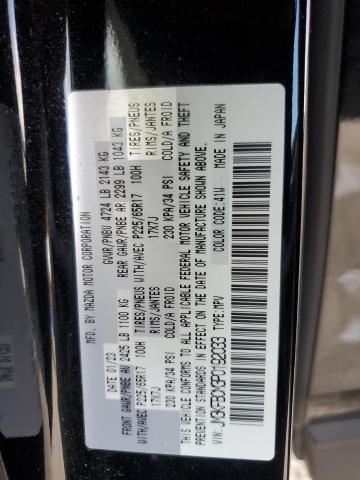 MFD. BY MAZDA MOTOR CORPORATION
DATE 01/23 GVWR/PNBV 4724 LB 2143 KG
FRONT GAWR/PNBE AV 2425 LB 1100 KG REAR GAWR/PNBE AR 2299 LB 1043 KG
WITH/AVEC P225/65R17 100H TIRES/PNEUS WITH/AVEC P225/65R17 100H TIRES/PNEUS
17X7J RIMS/JANTES 17X7J RIMS/JANTES
230 KPA/34 PSI COLD/A FROID 230 KPA/34 PSI COLD/A FROID
THIS VEHICLE CONFORMS TO ALL APPLICABLE FEDERAL MOTOR VEHICLE SAFETY AND THEFT
PREVENTION STANDARDS IN EFFECT ON THE DATE OF MANUFACTURE SHOWN ABOVE.
TYPE:MPV COLOR CODE:41W MADE IN JAPAN